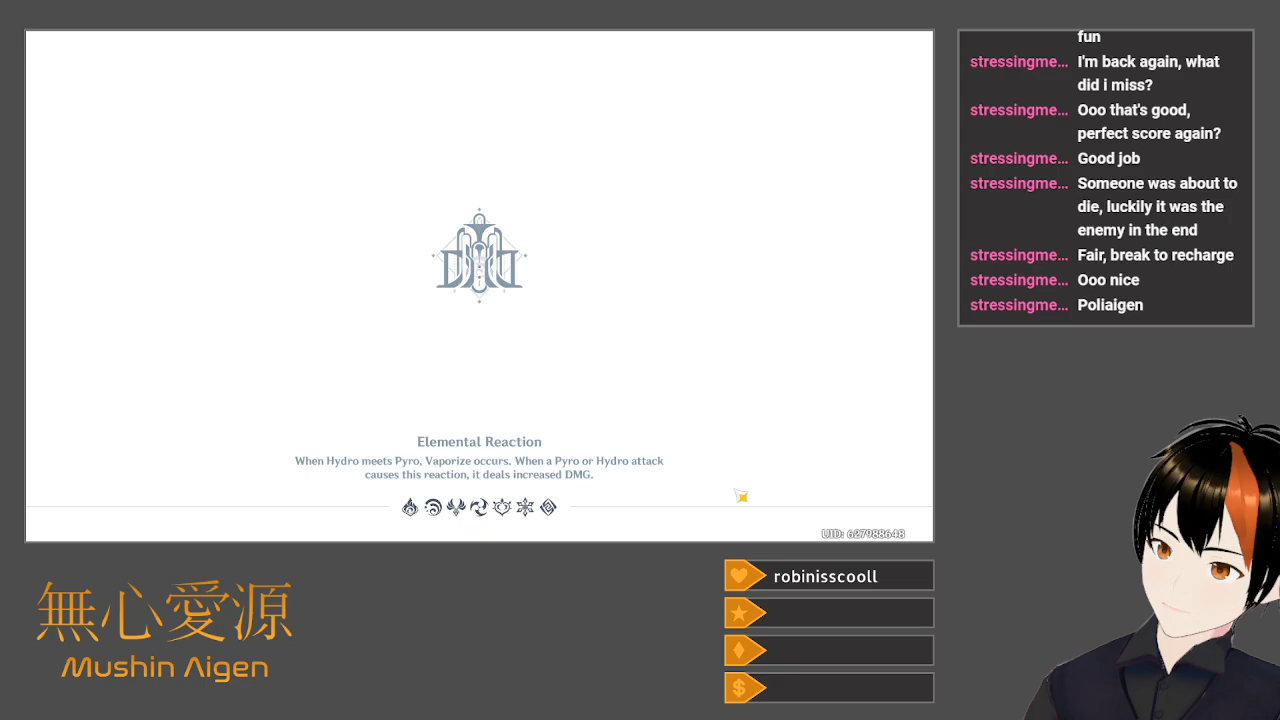 fun
stressingme... I'm back again, what
did i miss?
stressingme... Ooo that's good,
perfect score again?
stressingme... Good job
stressingme... Someone was about to
die, luckily it was the
enemy in the end
stressingme... Fair, break to recharge
stressingme... Ooo nice
stressingme... Poliaigen
Elemental Reaction
When Hydro meets Pyro, Vaporize occurs. When a Pyro or Hydro attack
causes this reaction, it deals increased DMG.
UID: 627988648
robinisscooll
無心愛源
Mushin Aigen